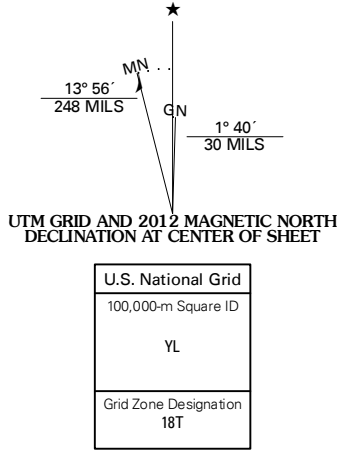 ★
MN
13° 56´
248 MILS
GN
1° 40´
30 MILS
UTM GRID AND 2012 MAGNETIC NORTH
DECLINATION AT CENTER OF SHEET
U.S. National Grid
100,000-m Square ID
YL
Grid Zone Designation
18T